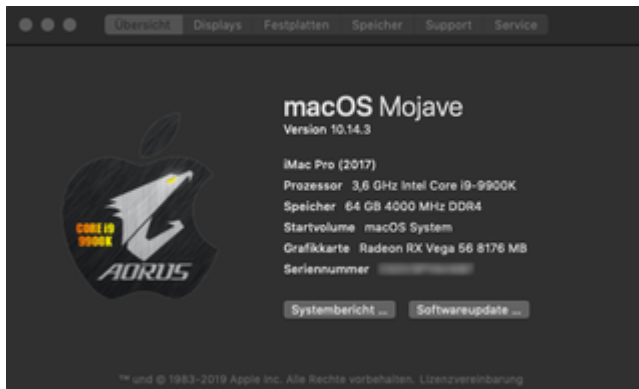 Übersicht Displays Festplatten Speicher Support Service
macOS Mojave
Version 10.14.3
iMac Pro (2017)
Prozessor 3,6 GHz Intel Core i9-9900K
Speicher 64 GB 4000 MHz DDR4
Startvolume macOS System
Grafikkarte Radeon RX Vega 56 8176 MB
Seriennummer
CORE i9
9900K
AORUS
Systembericht ...
Softwareupdate ...
™ und © 1983-2019 Apple Inc. Alle Rechte vorbehalten. Lizenzvereinbarung